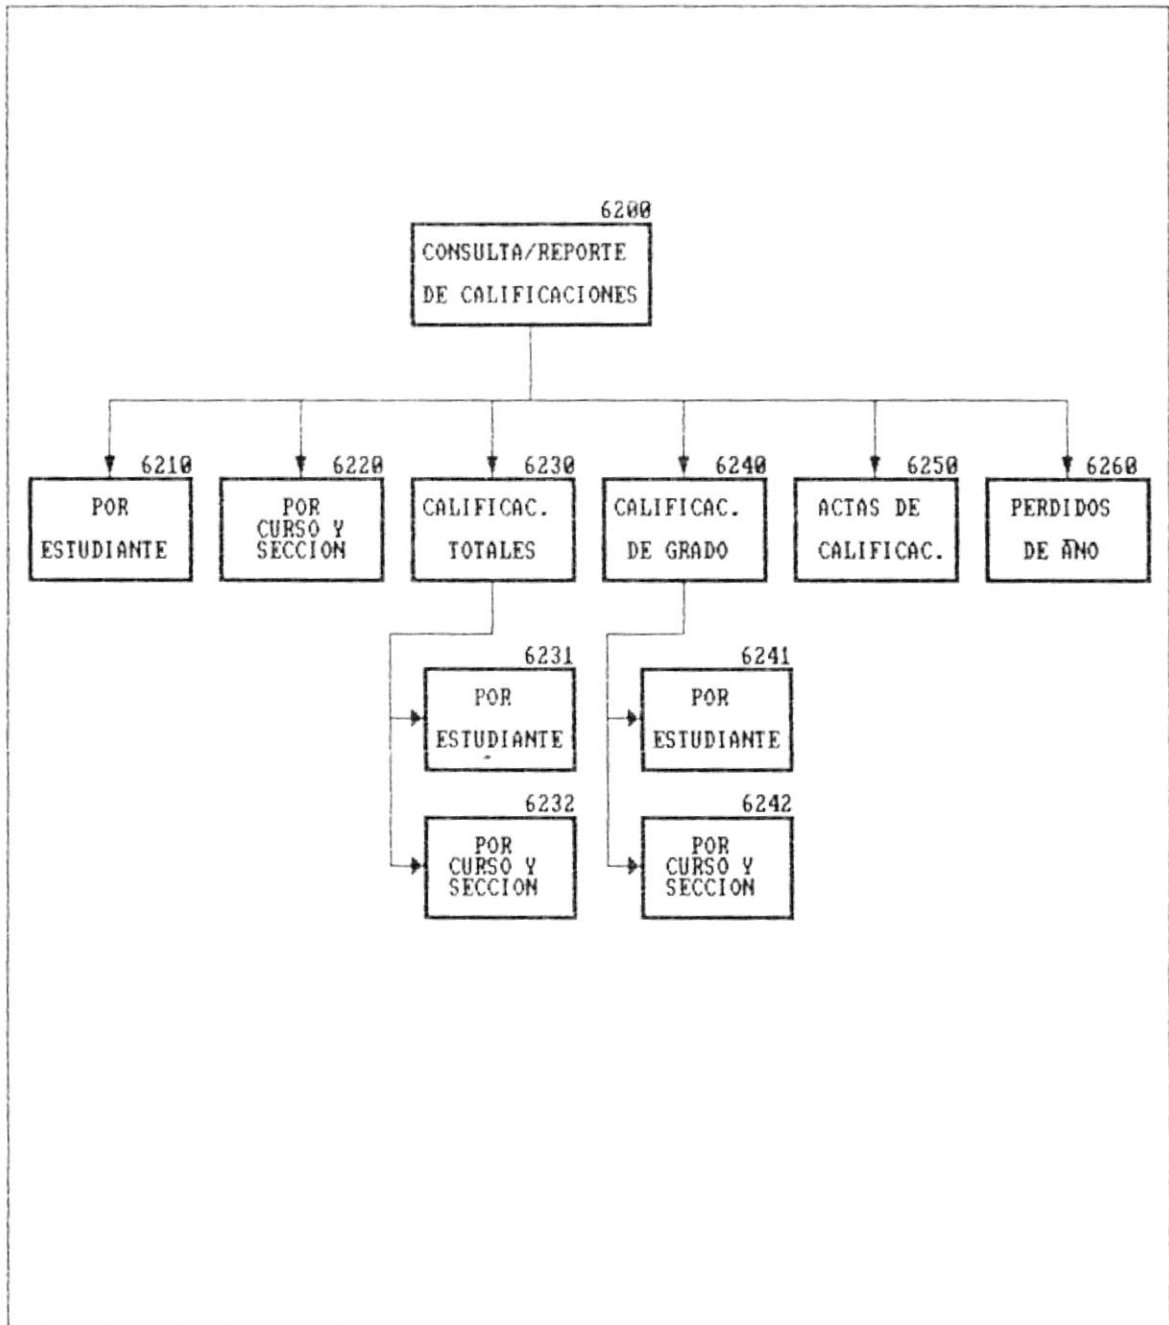 6200
CONSULTA/REPORTE
DE CALIFICACIONES
6210
POR
ESTUDIANTE
6220
POR
CURSO Y
SECCION
6230
CALIFICAC.
TOTALES
6240
CALIFICAC.
DE GRADO
6250
ACTAS DE
CALIFICAC.
6260
PERDIDOS
DE AÑO
6231
POR
ESTUDIANTE
6232
POR
CURSO Y
SECCION
6241
POR
ESTUDIANTE
6242
POR
CURSO Y
SECCION